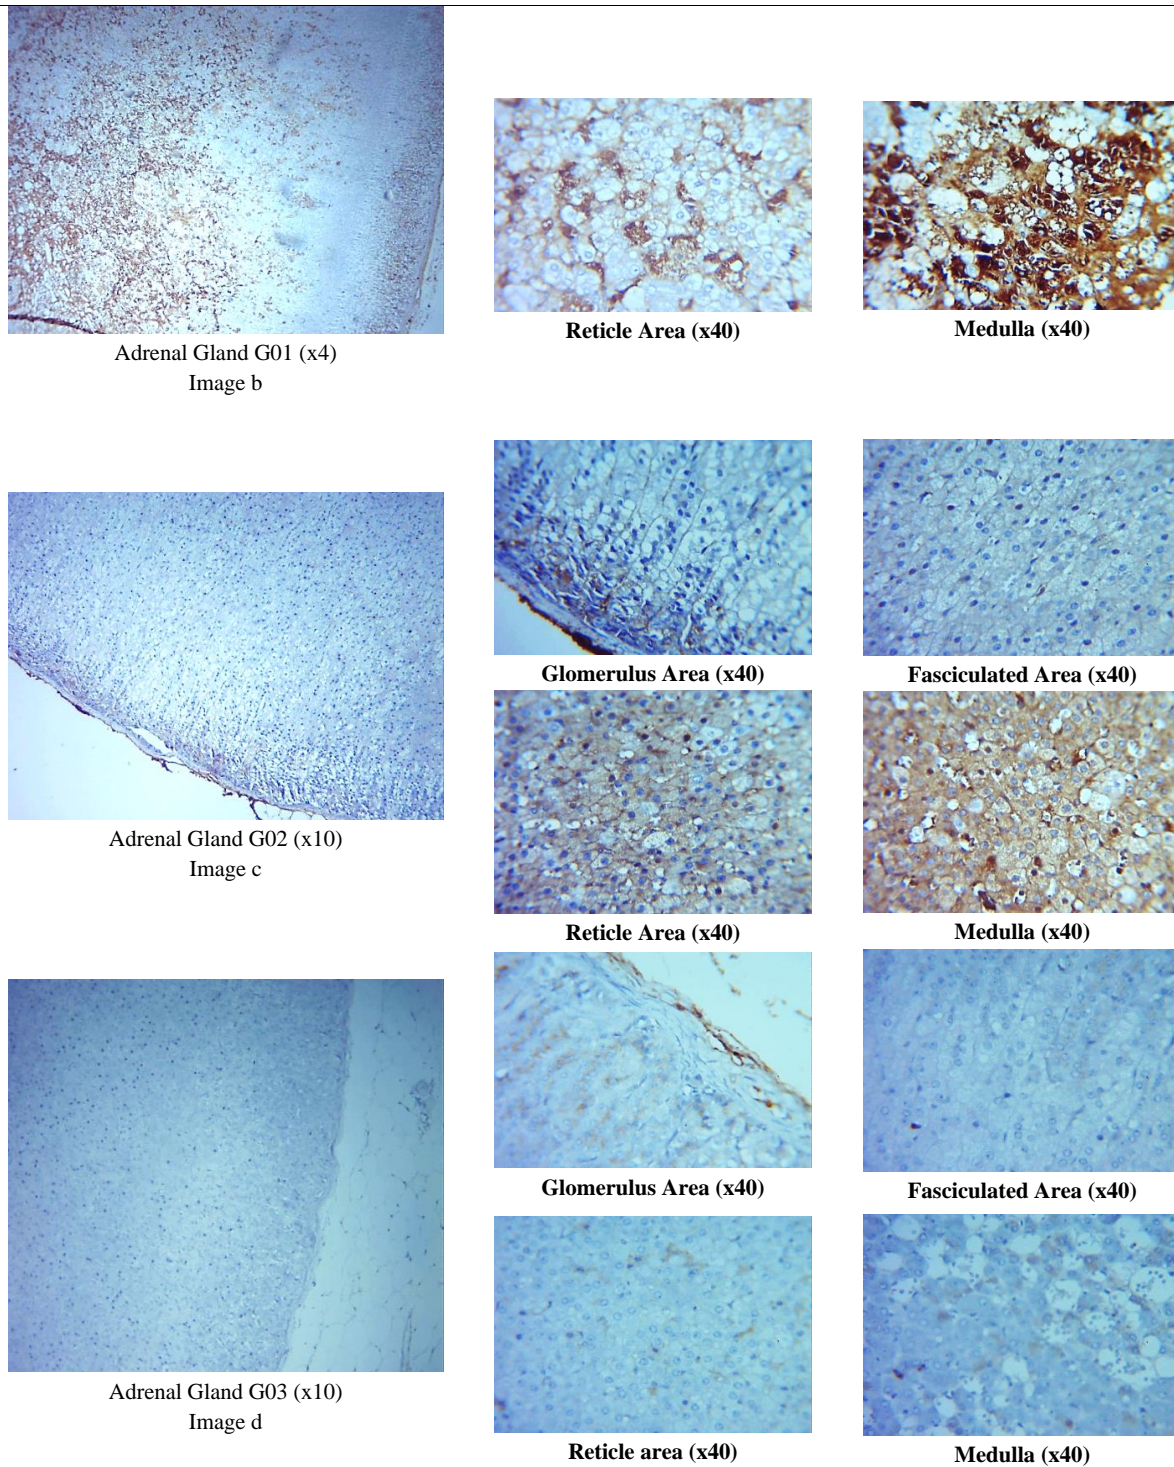 Reticle Area (x40)
Medulla (x40)
Adrenal Gland G01 (x4)
Image b
Glomerulus Area (x40)
Fasciculated Area (x40)
Adrenal Gland G02 (x10)
Image c
Reticle Area (x40)
Medulla (x40)
Glomerulus Area (x40)
Fasciculated Area (x40)
Adrenal Gland G03 (x10)
Image d
Reticle area (x40)
Medulla (x40)